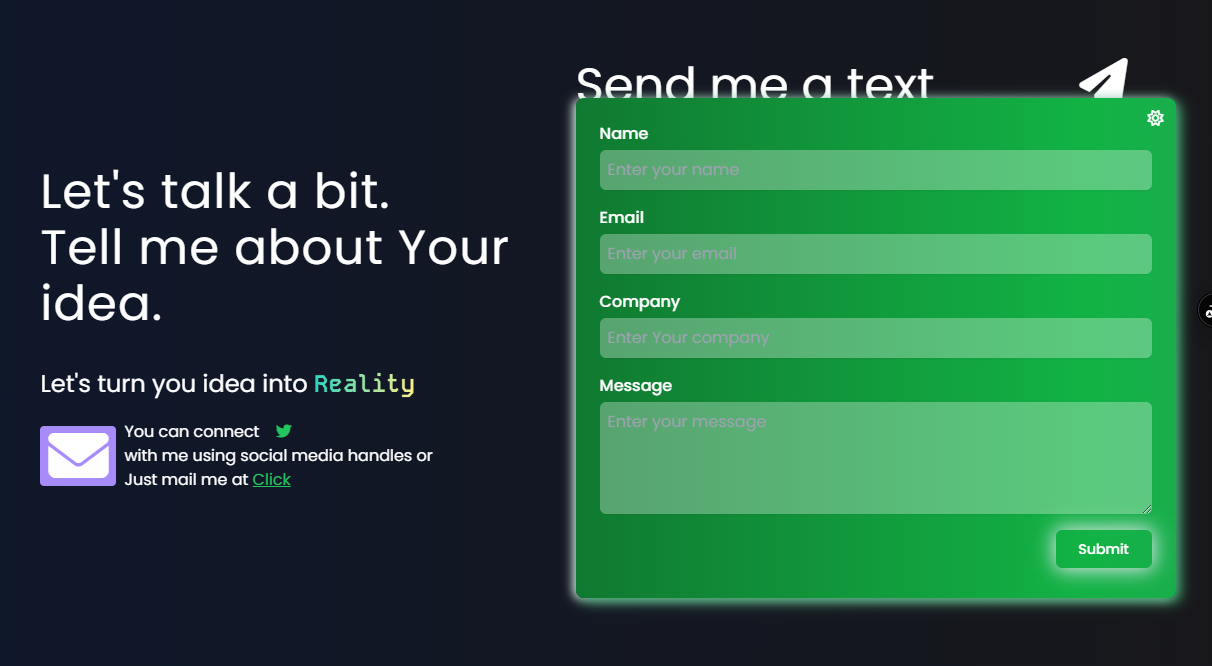 Let's talk a bit.
Tell me about Your
idea.
Let's turn you idea into Reality
You can connect
with me using social media handles or
Just mail me at Click
Send me a text
Name
Enter your name
Email
Enter your email
Company
Enter Your company
Message
Enter your message
Submit